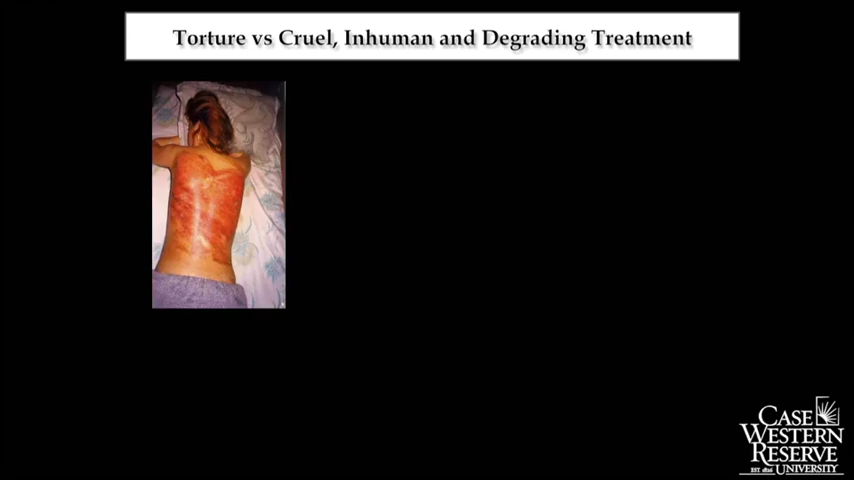 Torture vs Cruel, Inhuman and Degrading Treatment
CASE
WESTERN
RESERVE
EST. 1826 UNIVERSITY